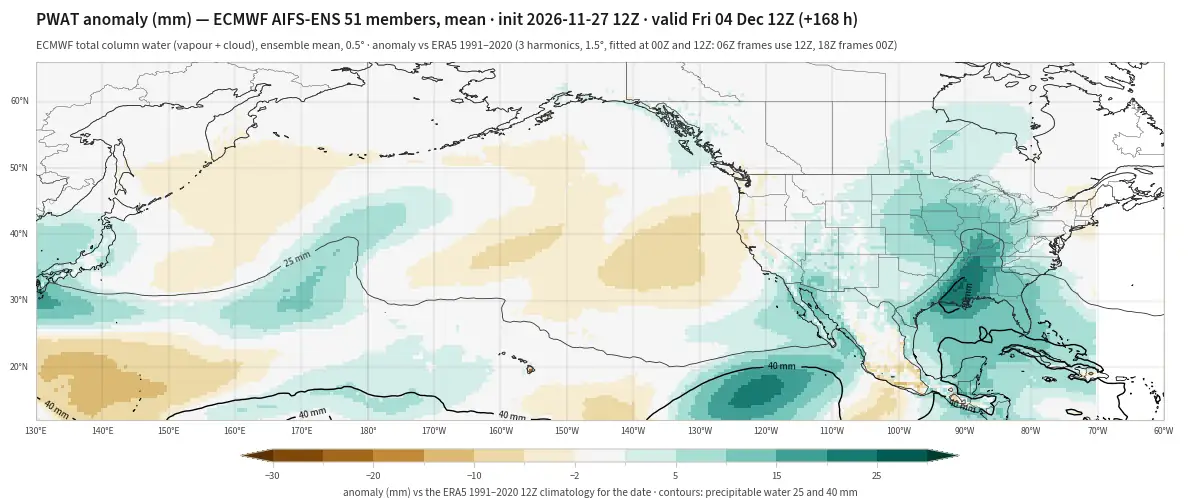 PWAT anomaly (mm) — ECMWF AIFS-ENS 51 members, mean · init 2026-11-27 12Z · valid Fri 04 Dec 12Z (+168 h)
ECMWF total column water (vapour + cloud), ensemble mean, 0.5° · anomaly vs ERA5 1991–2020 (3 harmonics, 1.5°, fitted at 00Z and 12Z: 06Z frames use 12Z, 18Z frames 00Z)
60°N
50°N
40°N
30°N
20°N
25 mm
40 mm
40 mm
40 mm
40 mm
130°E 140°E 150°E 160°E 170°E 180° 170°W 160°W 150°W 140°W 130°W 120°W 110°W 100°W 90°W 80°W 70°W 60°W
−30 −20 −10 −2 5 15 25
anomaly (mm) vs the ERA5 1991–2020 12Z climatology for the date · contours: precipitable water 25 and 40 mm